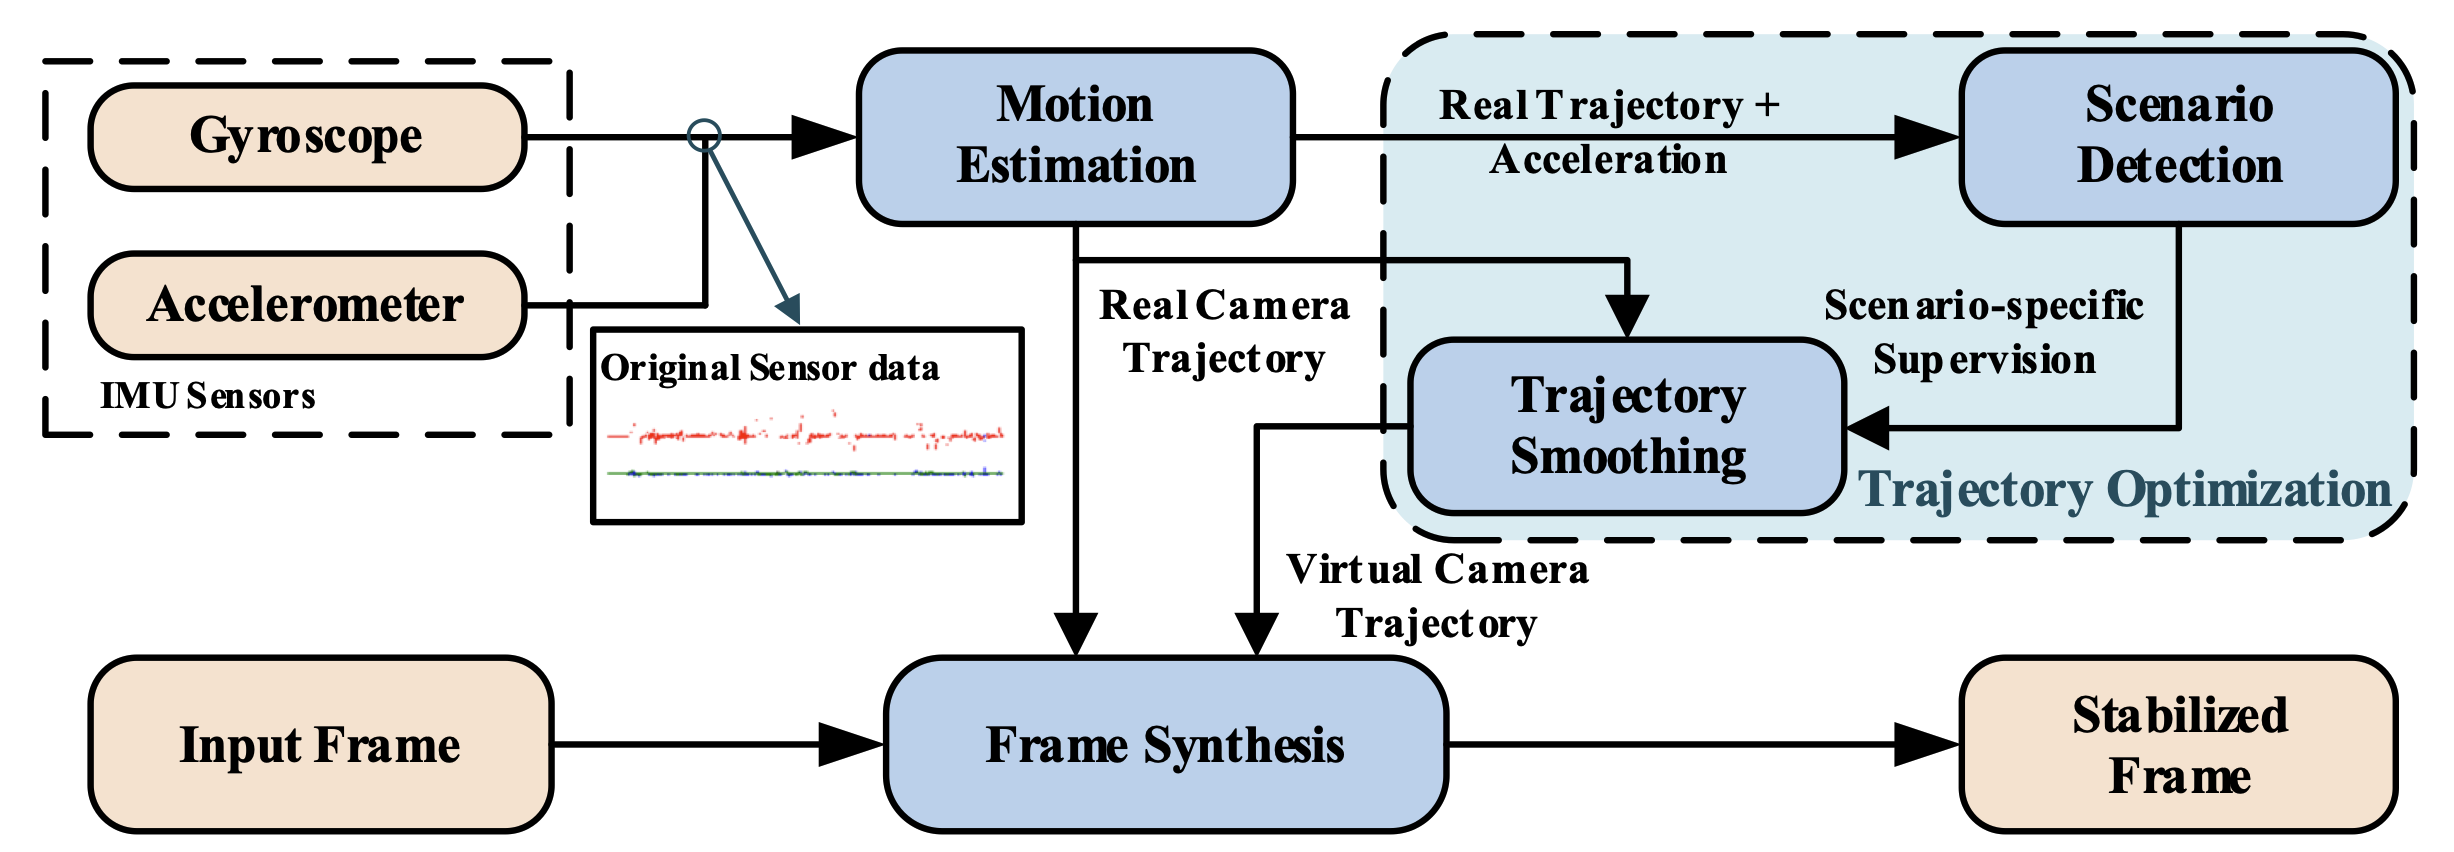 Gyroscope
Accelerometer
IMU Sensors
Original Sensor data
Motion
Estimation
Real Trajectory +
Acceleration
Scenario
Detection
Real Camera
Trajectory
Scenario-specific
Supervision
Trajectory
Smoothing
Trajectory Optimization
Virtual Camera
Trajectory
Input Frame
Frame Synthesis
Stabilized
Frame